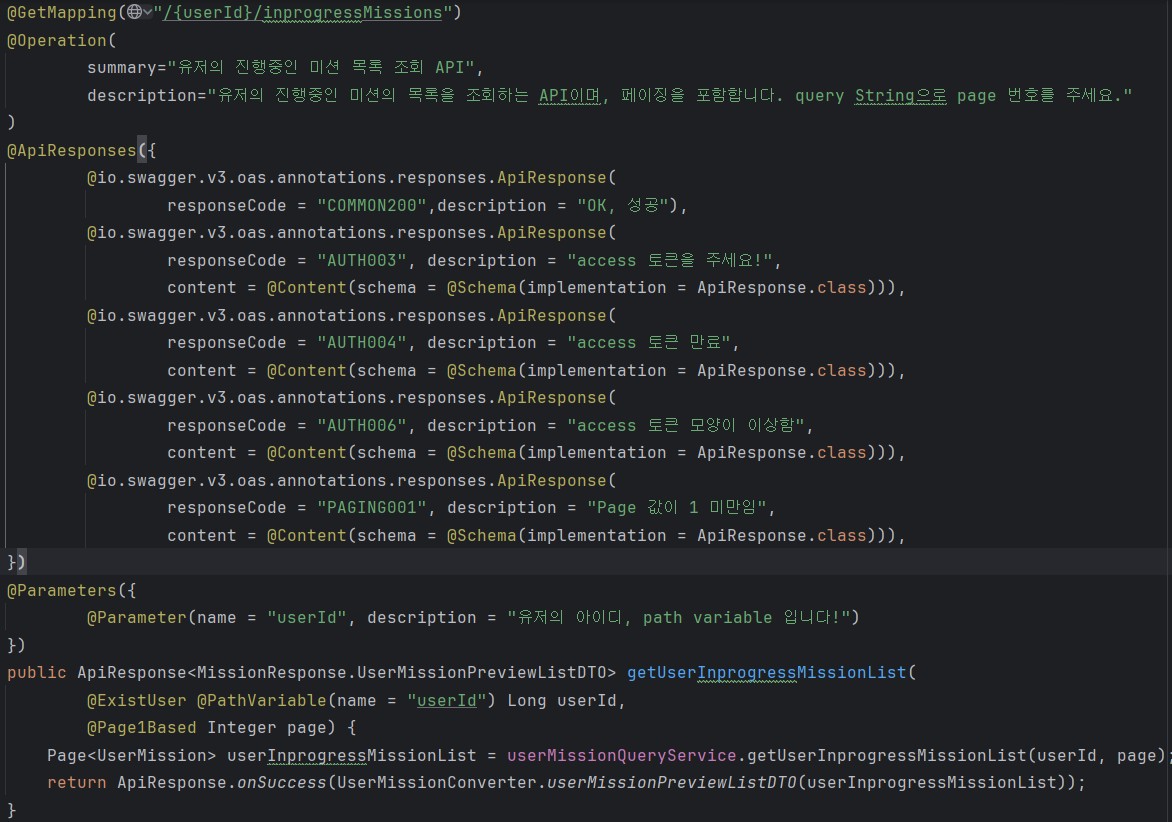 @GetMapping("/{userId}/inprogressMissions")
@Operation(
        summary="유저의 진행중인 미션 목록 조회 API",
        description="유저의 진행중인 미션의 목록을 조회하는 API이며, 페이징을 포함합니다. query String으로 page 번호를 주세요."
)
@ApiResponses({
        @io.swagger.v3.oas.annotations.responses.ApiResponse(
                responseCode = "COMMON200",description = "OK, 성공"),
        @io.swagger.v3.oas.annotations.responses.ApiResponse(
                responseCode = "AUTH003", description = "access 토큰을 주세요!",
                content = @Content(schema = @Schema(implementation = ApiResponse.class))),
        @io.swagger.v3.oas.annotations.responses.ApiResponse(
                responseCode = "AUTH004", description = "access 토큰 만료",
                content = @Content(schema = @Schema(implementation = ApiResponse.class))),
        @io.swagger.v3.oas.annotations.responses.ApiResponse(
                responseCode = "AUTH006", description = "access 토큰 모양이 이상함",
                content = @Content(schema = @Schema(implementation = ApiResponse.class))),
        @io.swagger.v3.oas.annotations.responses.ApiResponse(
                responseCode = "PAGING001", description = "Page 값이 1 미만임",
                content = @Content(schema = @Schema(implementation = ApiResponse.class))),
})
@Parameters({
        @Parameter(name = "userId", description = "유저의 아이디, path variable 입니다!")
})
public ApiResponse<MissionResponse.UserMissionPreviewListDTO> getUserInprogressMissionList(
        @ExistUser @PathVariable(name = "userId") Long userId,
        @Page1Based Integer page) {
    Page<UserMission> userInprogressMissionList = userMissionQueryService.getUserInprogressMissionList(userId, page);
    return ApiResponse.onSuccess(UserMissionConverter.userMissionPreviewListDTO(userInprogressMissionList));
}